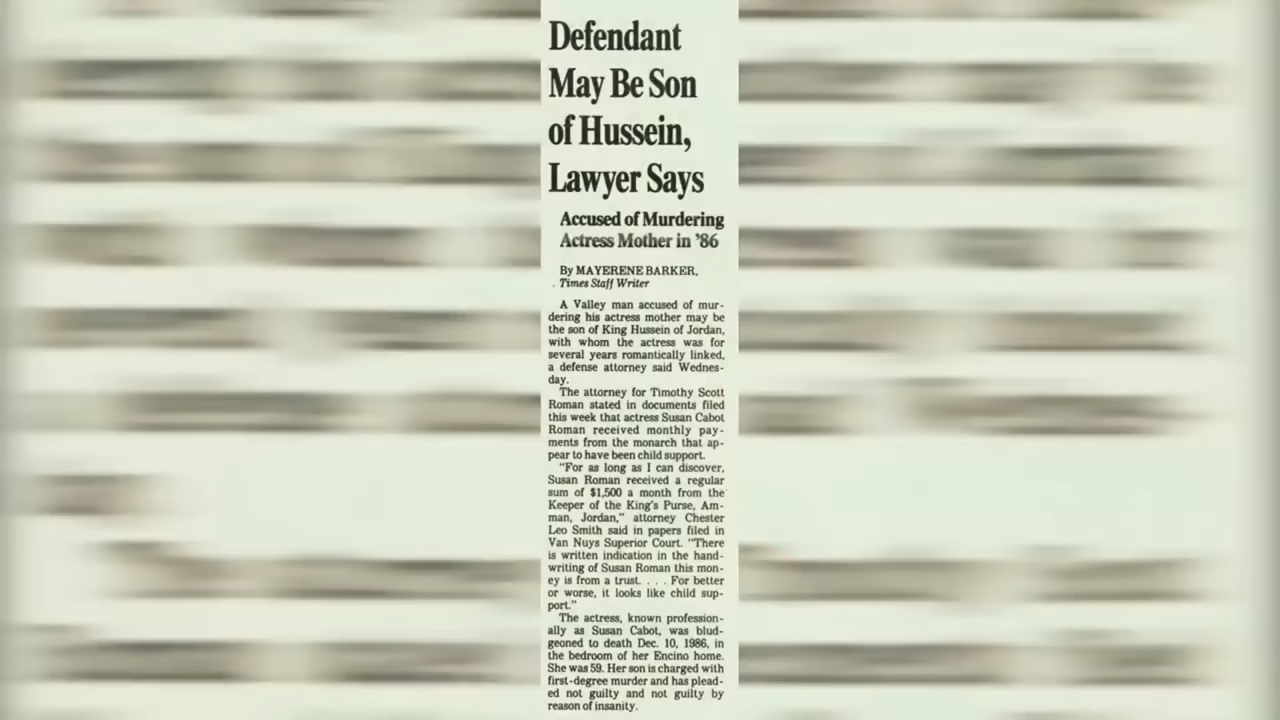 Defendant
May Be Son
of Hussein,
Lawyer Says
Accused of Murdering
Actress Mother in '86
By MAYERENE BARKER,
Times Staff Writer
A Valley man accused of mur-
dering his actress mother may be
the son of King Hussein of Jordan,
with whom the actress was for
several years romantically linked,
a defense attorney said Wednes-
day.
The attorney for Timothy Scott
Roman stated in documents filed
this week that actress Susan Cabot
Roman received monthly pay-
ments from the monarch that ap-
pear to have been child support.
"For as long as I can discover,
Susan Roman received a regular
sum of $1,500 a month from the
Keeper of the King's Purse, Am-
man, Jordan," attorney Chester
Leo Smith said in papers filed in
Van Nuys Superior Court. "There
is written indication in the hand-
writing of Susan Roman this mon-
ey is from a trust. . . . For better
or worse, it looks like child sup-
port."
The actress, known profession-
ally as Susan Cabot, was blud-
geoned to death Dec. 10, 1986, in
the bedroom of her Encino home.
She was 59. Her son is charged with
first-degree murder and has plead-
ed not guilty and not guilty by
reason of insanity.